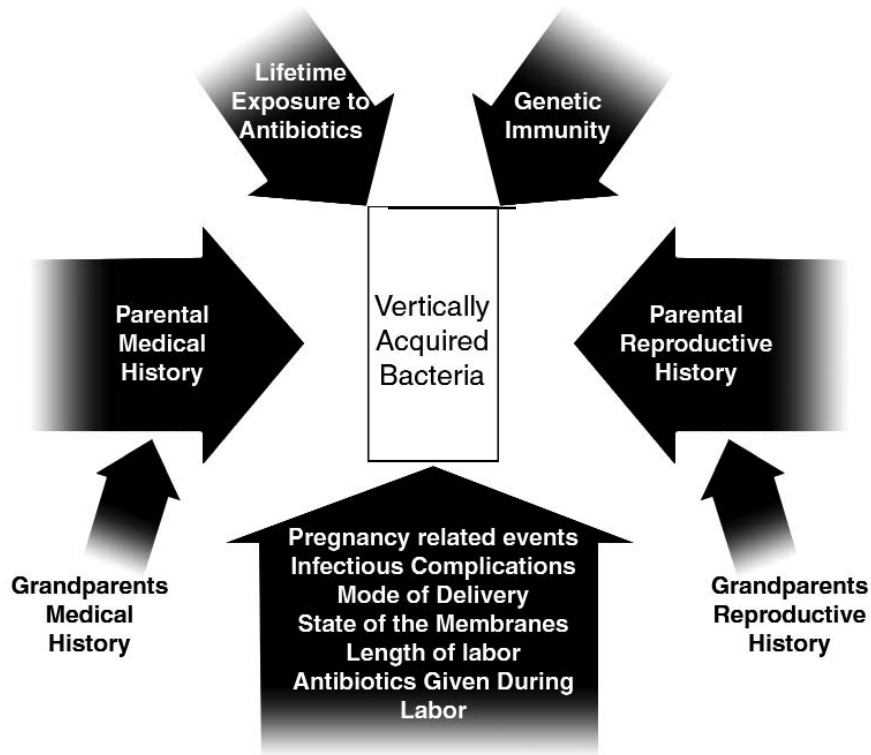 Lifetime
Exposure to
Antibiotics
Genetic
Immunity
Parental
Medical
History
Vertically
Acquired
Bacteria
Parental
Reproductive
History
Grandparents
Medical
History
Pregnancy related events
Infectious Complications
Mode of Delivery
State of the Membranes
Length of labor
Antibiotics Given During
Labor
Grandparents
Reproductive
History